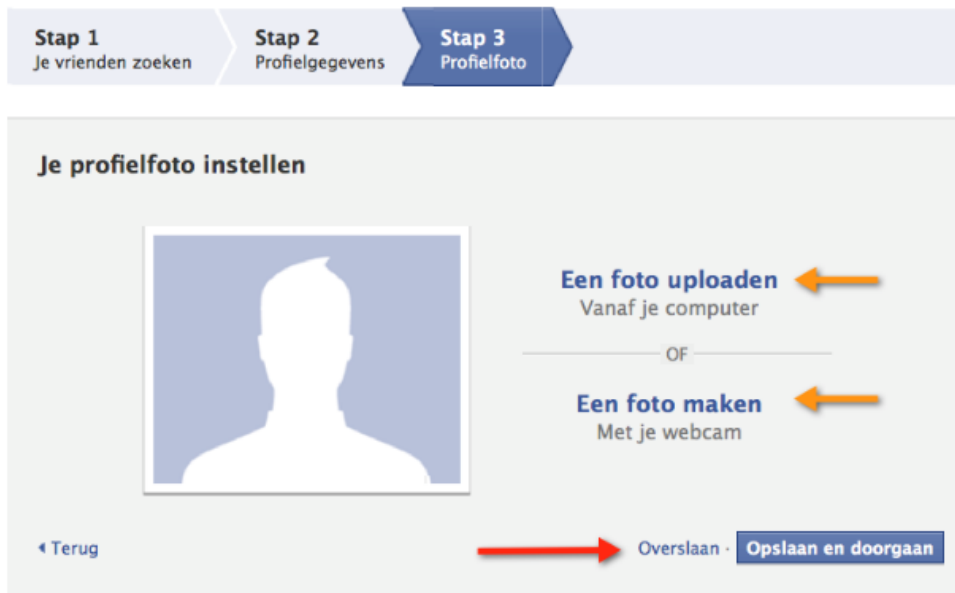 Stap 1
Je vrienden zoeken
Stap 2
Profielgegevens
Stap 3
Profielfoto
Je profielfoto instellen
Een foto uploaden
Vanaf je computer
OF
Een foto maken
Met je webcam
Terug
Overslaan · Opslaan en doorgaan